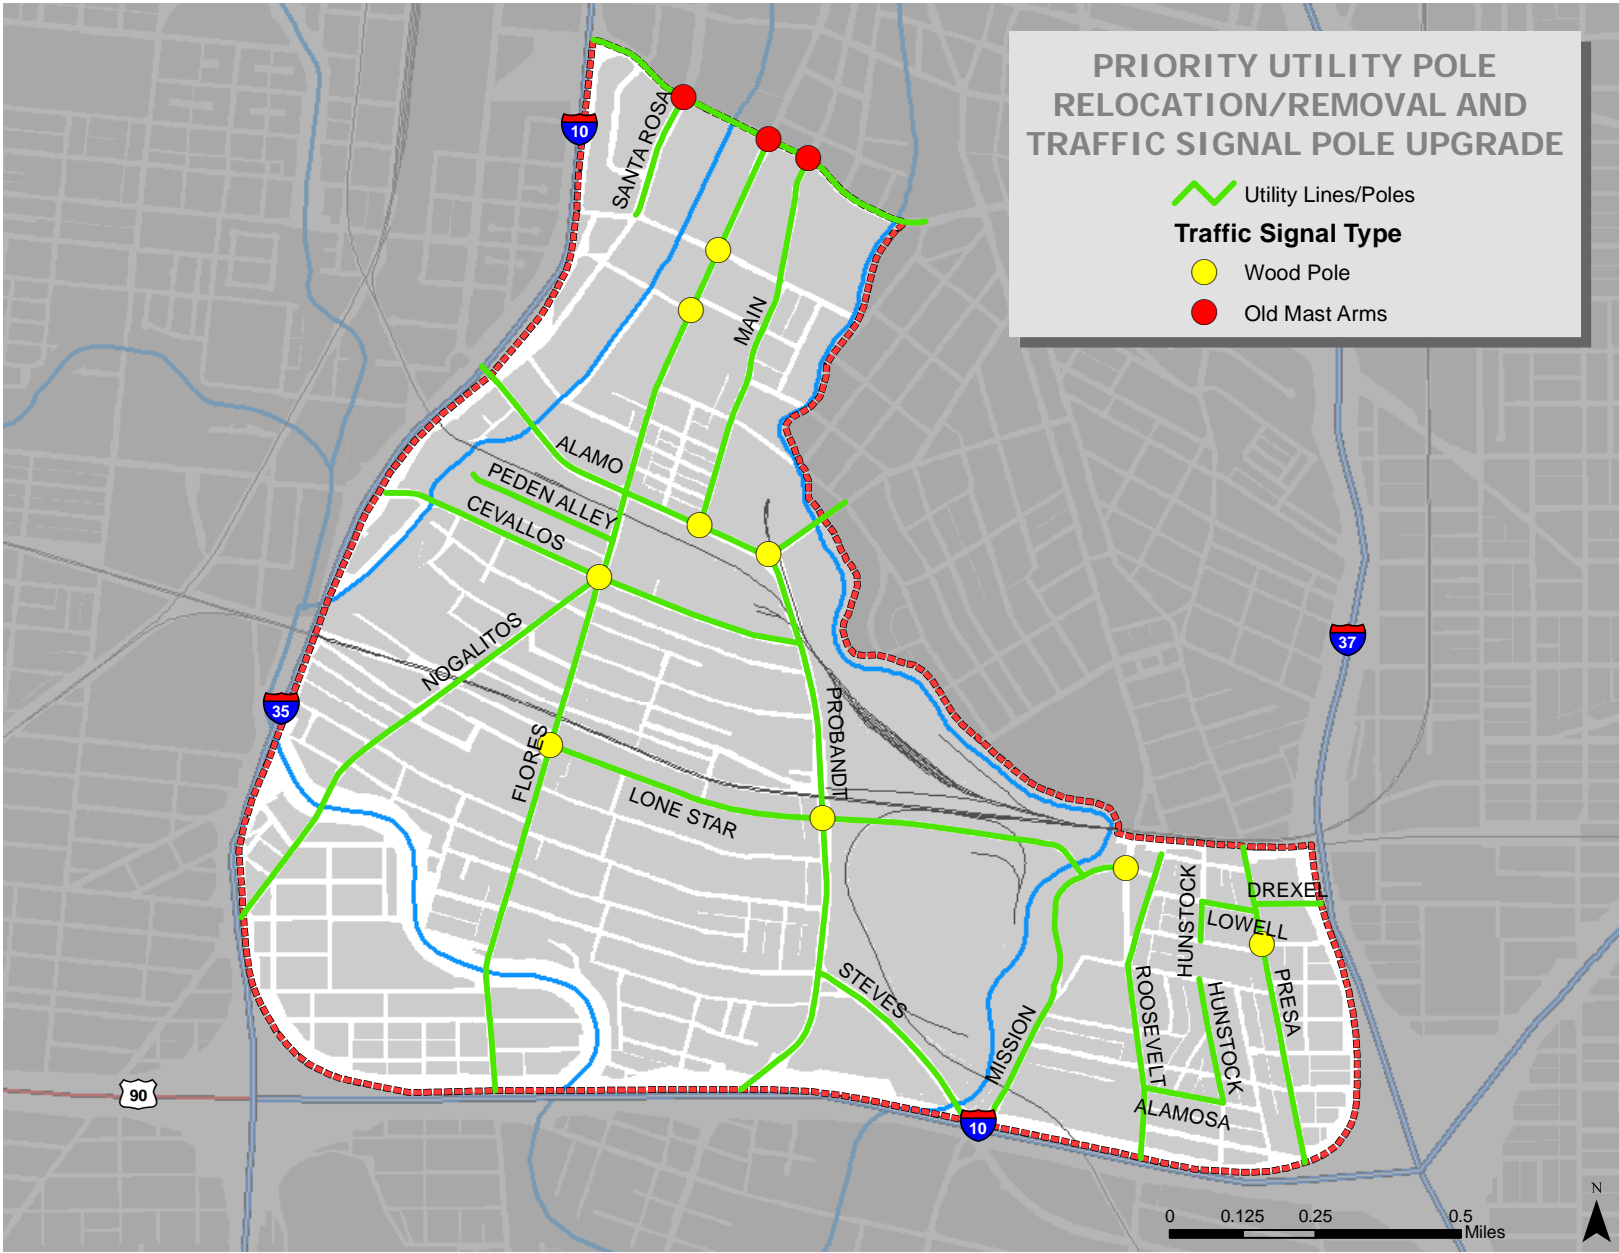 PRIORITY UTILITY POLE
RELOCATION/REMOVAL AND
TRAFFIC SIGNAL POLE UPGRADE
Utility Lines/Poles
Traffic Signal Type
Wood Pole
Old Mast Arms
10
SANTA ROSA
MAIN
ALAMO
PEDEN ALLEY
CEVALLOS
NOGALITOS
37
35
FLORES
PROBANDT
LONE STAR
HUNSTOCK
DREXEL
LOWELL
STEVES
MISSION
ROOSEVELT
HUNSTOCK
PRESA
90
ALAMOSA
10
N
0 0.125 0.25 0.5
Miles